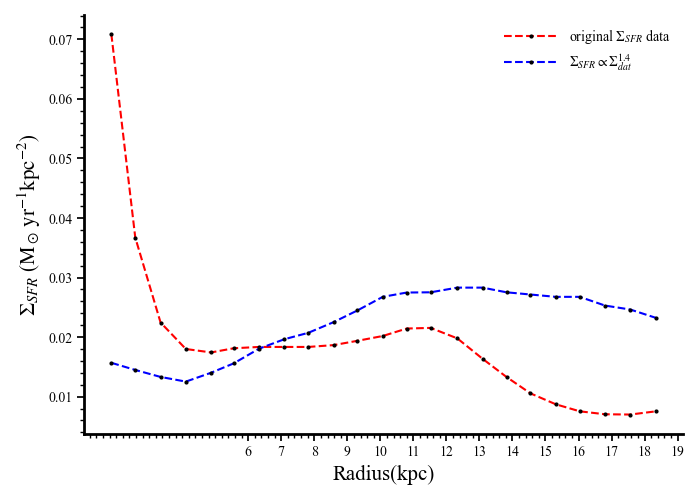 original Σ_SFR data
Σ_SFR∝Σ_dat^1.4
0.07
0.06
0.05
0.04
0.03
0.02
0.01
Σ_SFR (M_⊙ yr⁻¹kpc⁻²)
6 7 8 9 10 11 12 13 14 15 16 17 18 19
Radius(kpc)